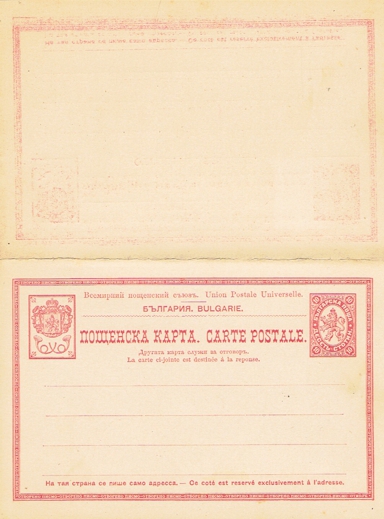 Всемирний пощенский съюзъ. Union Postale Universelle.
БЪЛГАРИЯ. BULGARIE.
ПОЩЕНСКА КАРТА. CARTE POSTALE.
Другата карта служи за отговоръ.
La carte ci-jointe est destinée à la reponse.
На тая страна се пише само адресса. — Ce coté est reservé exclusivement à l'adresse.